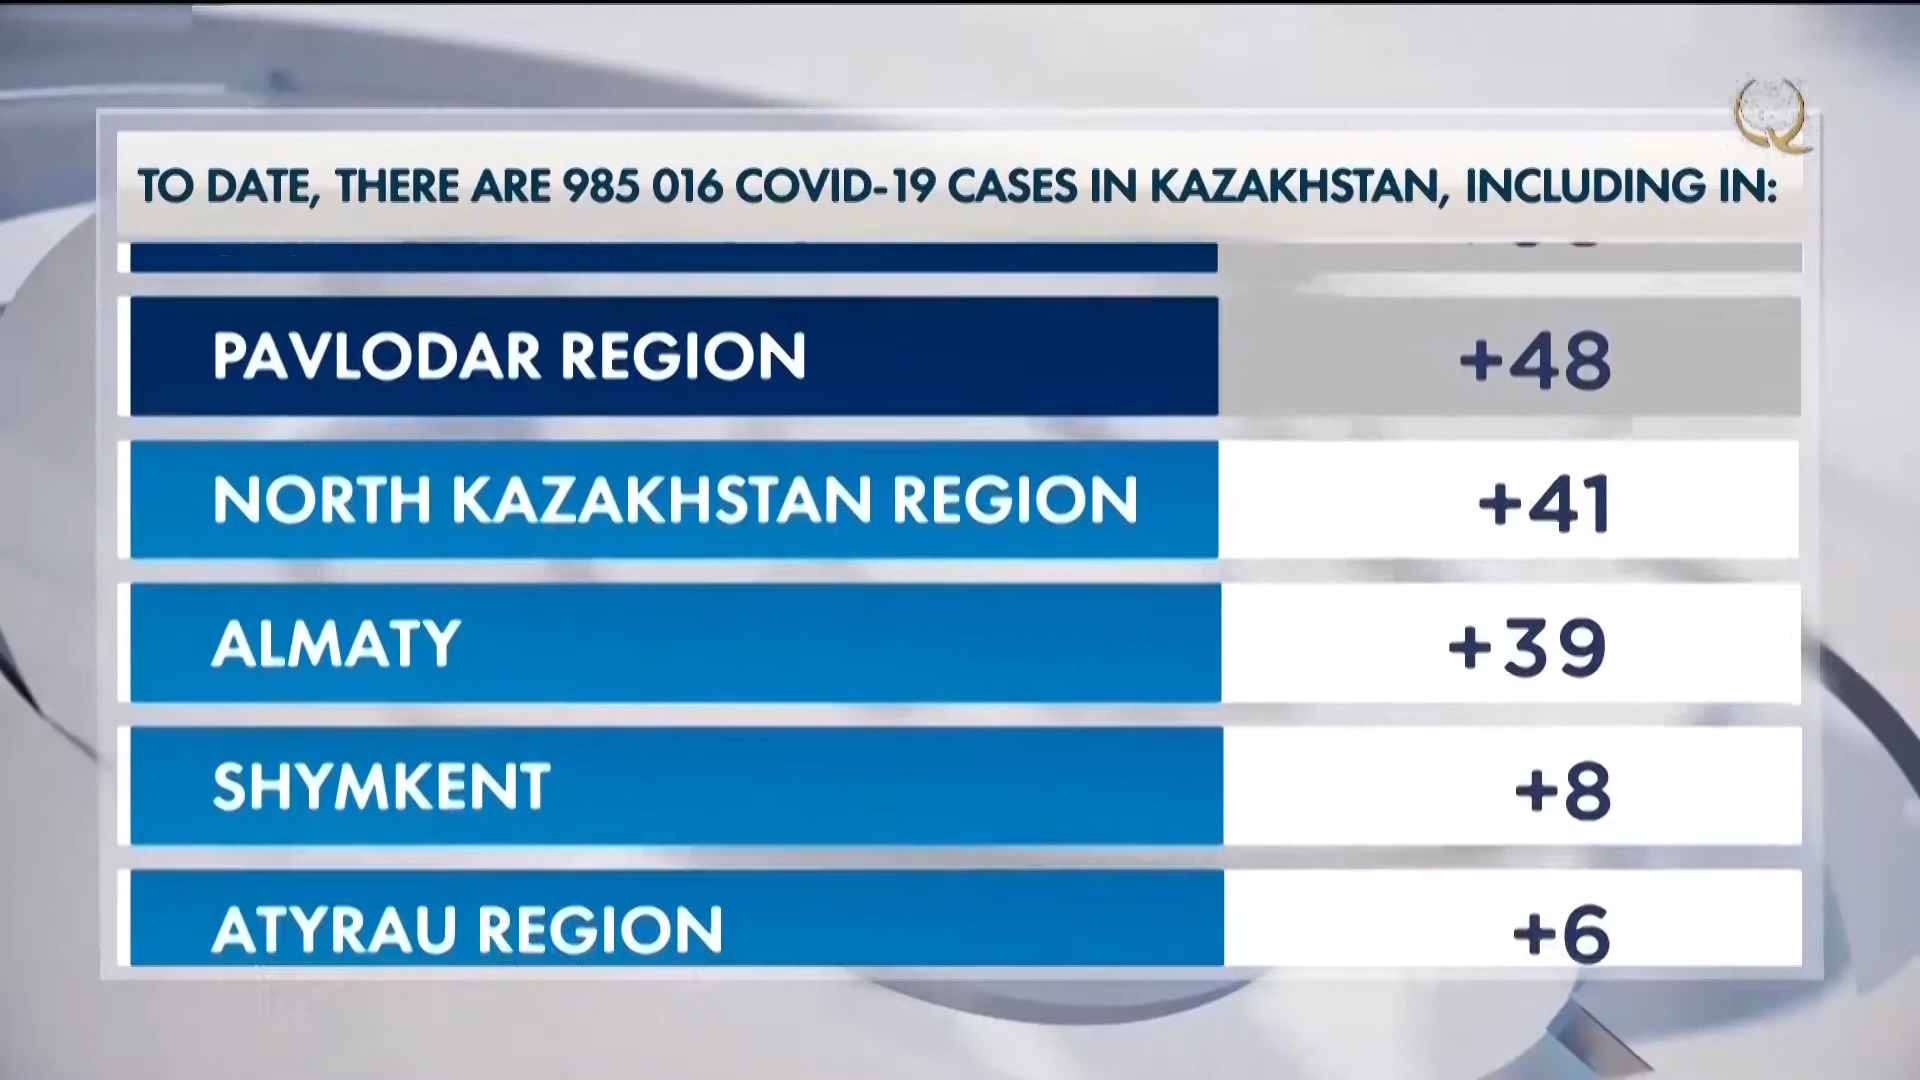 TO DATE, THERE ARE 985 016 COVID-19 CASES IN KAZAKHSTAN, INCLUDING IN:
PAVLODAR REGION +48
NORTH KAZAKHSTAN REGION +41
ALMATY +39
SHYMKENT +8
ATYRAU REGION +6